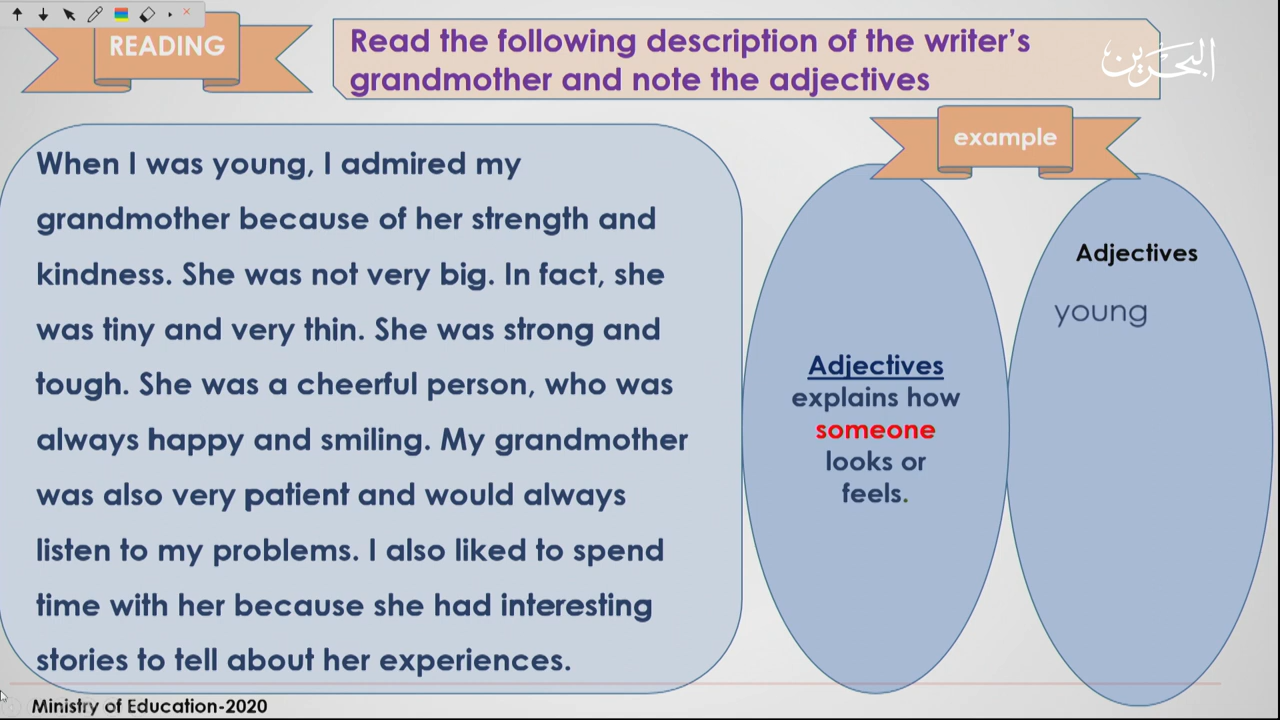 READING
Read the following description of the writer's
grandmother and note the adjectives
البحرين
example
When I was young, I admired my
grandmother because of her strength and
kindness. She was not very big. In fact, she
was tiny and very thin. She was strong and
tough. She was a cheerful person, who was
always happy and smiling. My grandmother
was also very patient and would always
listen to my problems. I also liked to spend
time with her because she had interesting
stories to tell about her experiences.
Adjectives
explains how
someone
looks or
feels.
Adjectives
young
Ministry of Education-2020